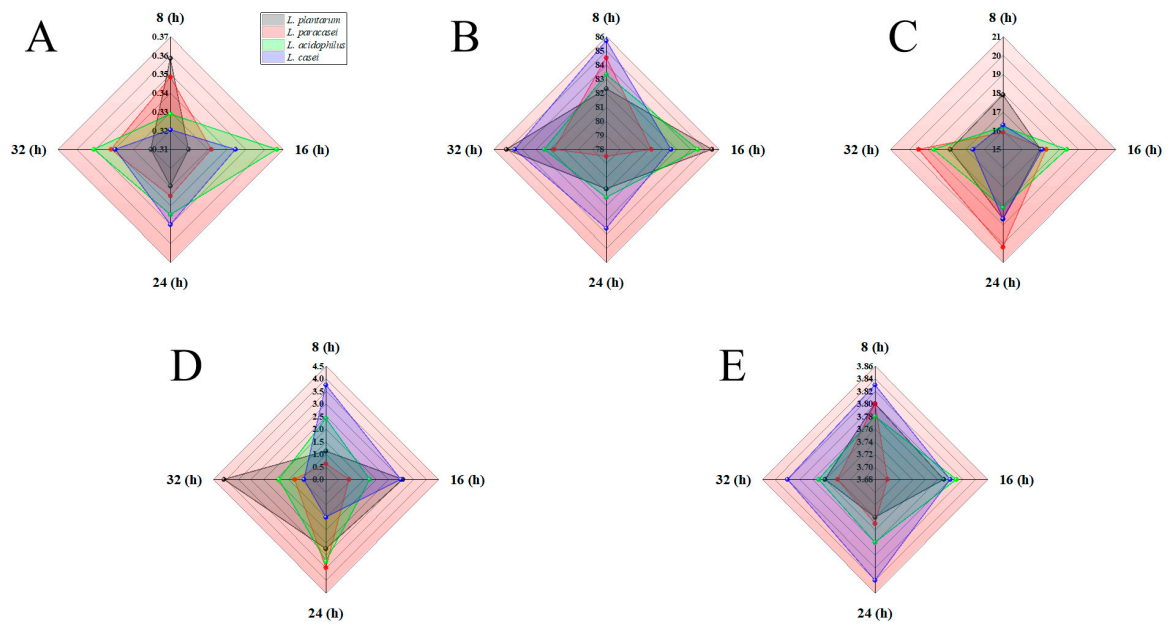 A
8 (h)
0.37
0.36
0.35
0.34
0.33
0.32
0.31
32 (h)
16 (h)
24 (h)
L. plantarum
L. paracasei
L. acidophilus
L. casei
B
8 (h)
86
85
84
83
82
81
80
79
78
32 (h)
16 (h)
24 (h)
C
8 (h)
21
20
19
18
17
16
15
32 (h)
16 (h)
24 (h)
D
8 (h)
4.5
4.0
3.5
3.0
2.5
2.0
1.5
1.0
0.5
0.0
32 (h)
16 (h)
24 (h)
E
8 (h)
3.86
3.84
3.82
3.80
3.78
3.76
3.74
3.72
3.70
3.68
32 (h)
16 (h)
24 (h)